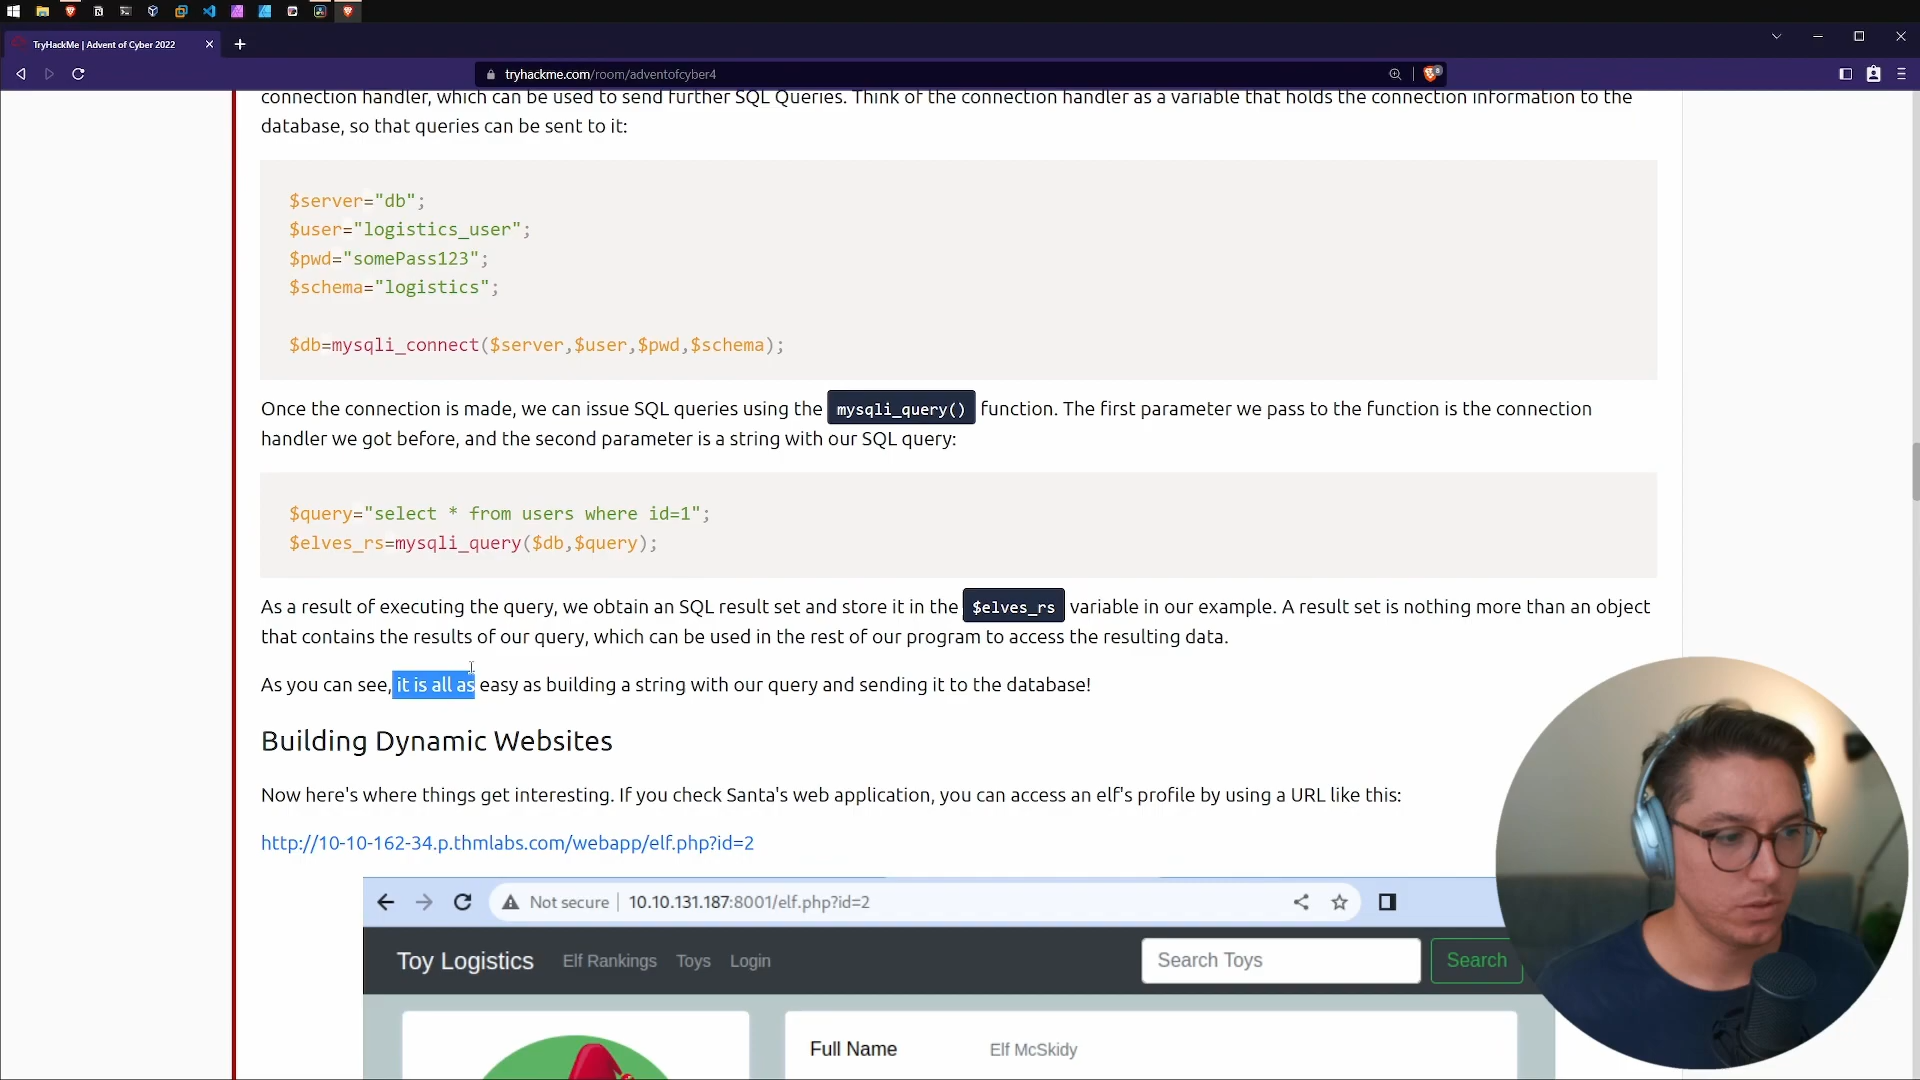 TryHackMe | Advent of Cyber 2022
tryhackme.com/room/adventofcyber4
connection handler, which can be used to send further SQL Queries. Think of the connection handler as a variable that holds the connection information to the
database, so that queries can be sent to it:
$server="db";
$user="logistics_user";
$pwd="somePass123";
$schema="logistics";
$db=mysqli_connect($server,$user,$pwd,$schema);
Once the connection is made, we can issue SQL queries using the mysqli_query() function. The first parameter we pass to the function is the connection
handler we got before, and the second parameter is a string with our SQL query:
$query="select * from users where id=1";
$elves_rs=mysqli_query($db,$query);
As a result of executing the query, we obtain an SQL result set and store it in the $elves_rs variable in our example. A result set is nothing more than an object
that contains the results of our query, which can be used in the rest of our program to access the resulting data.
As you can see, it is all as easy as building a string with our query and sending it to the database!
Building Dynamic Websites
Now here's where things get interesting. If you check Santa's web application, you can access an elf's profile by using a URL like this:
http://10-10-162-34.p.thmlabs.com/webapp/elf.php?id=2
Not secure 10.10.131.187:8001/elf.php?id=2
Toy Logistics Elf Rankings Toys Login Search Toys Search
Full Name Elf McSkidy